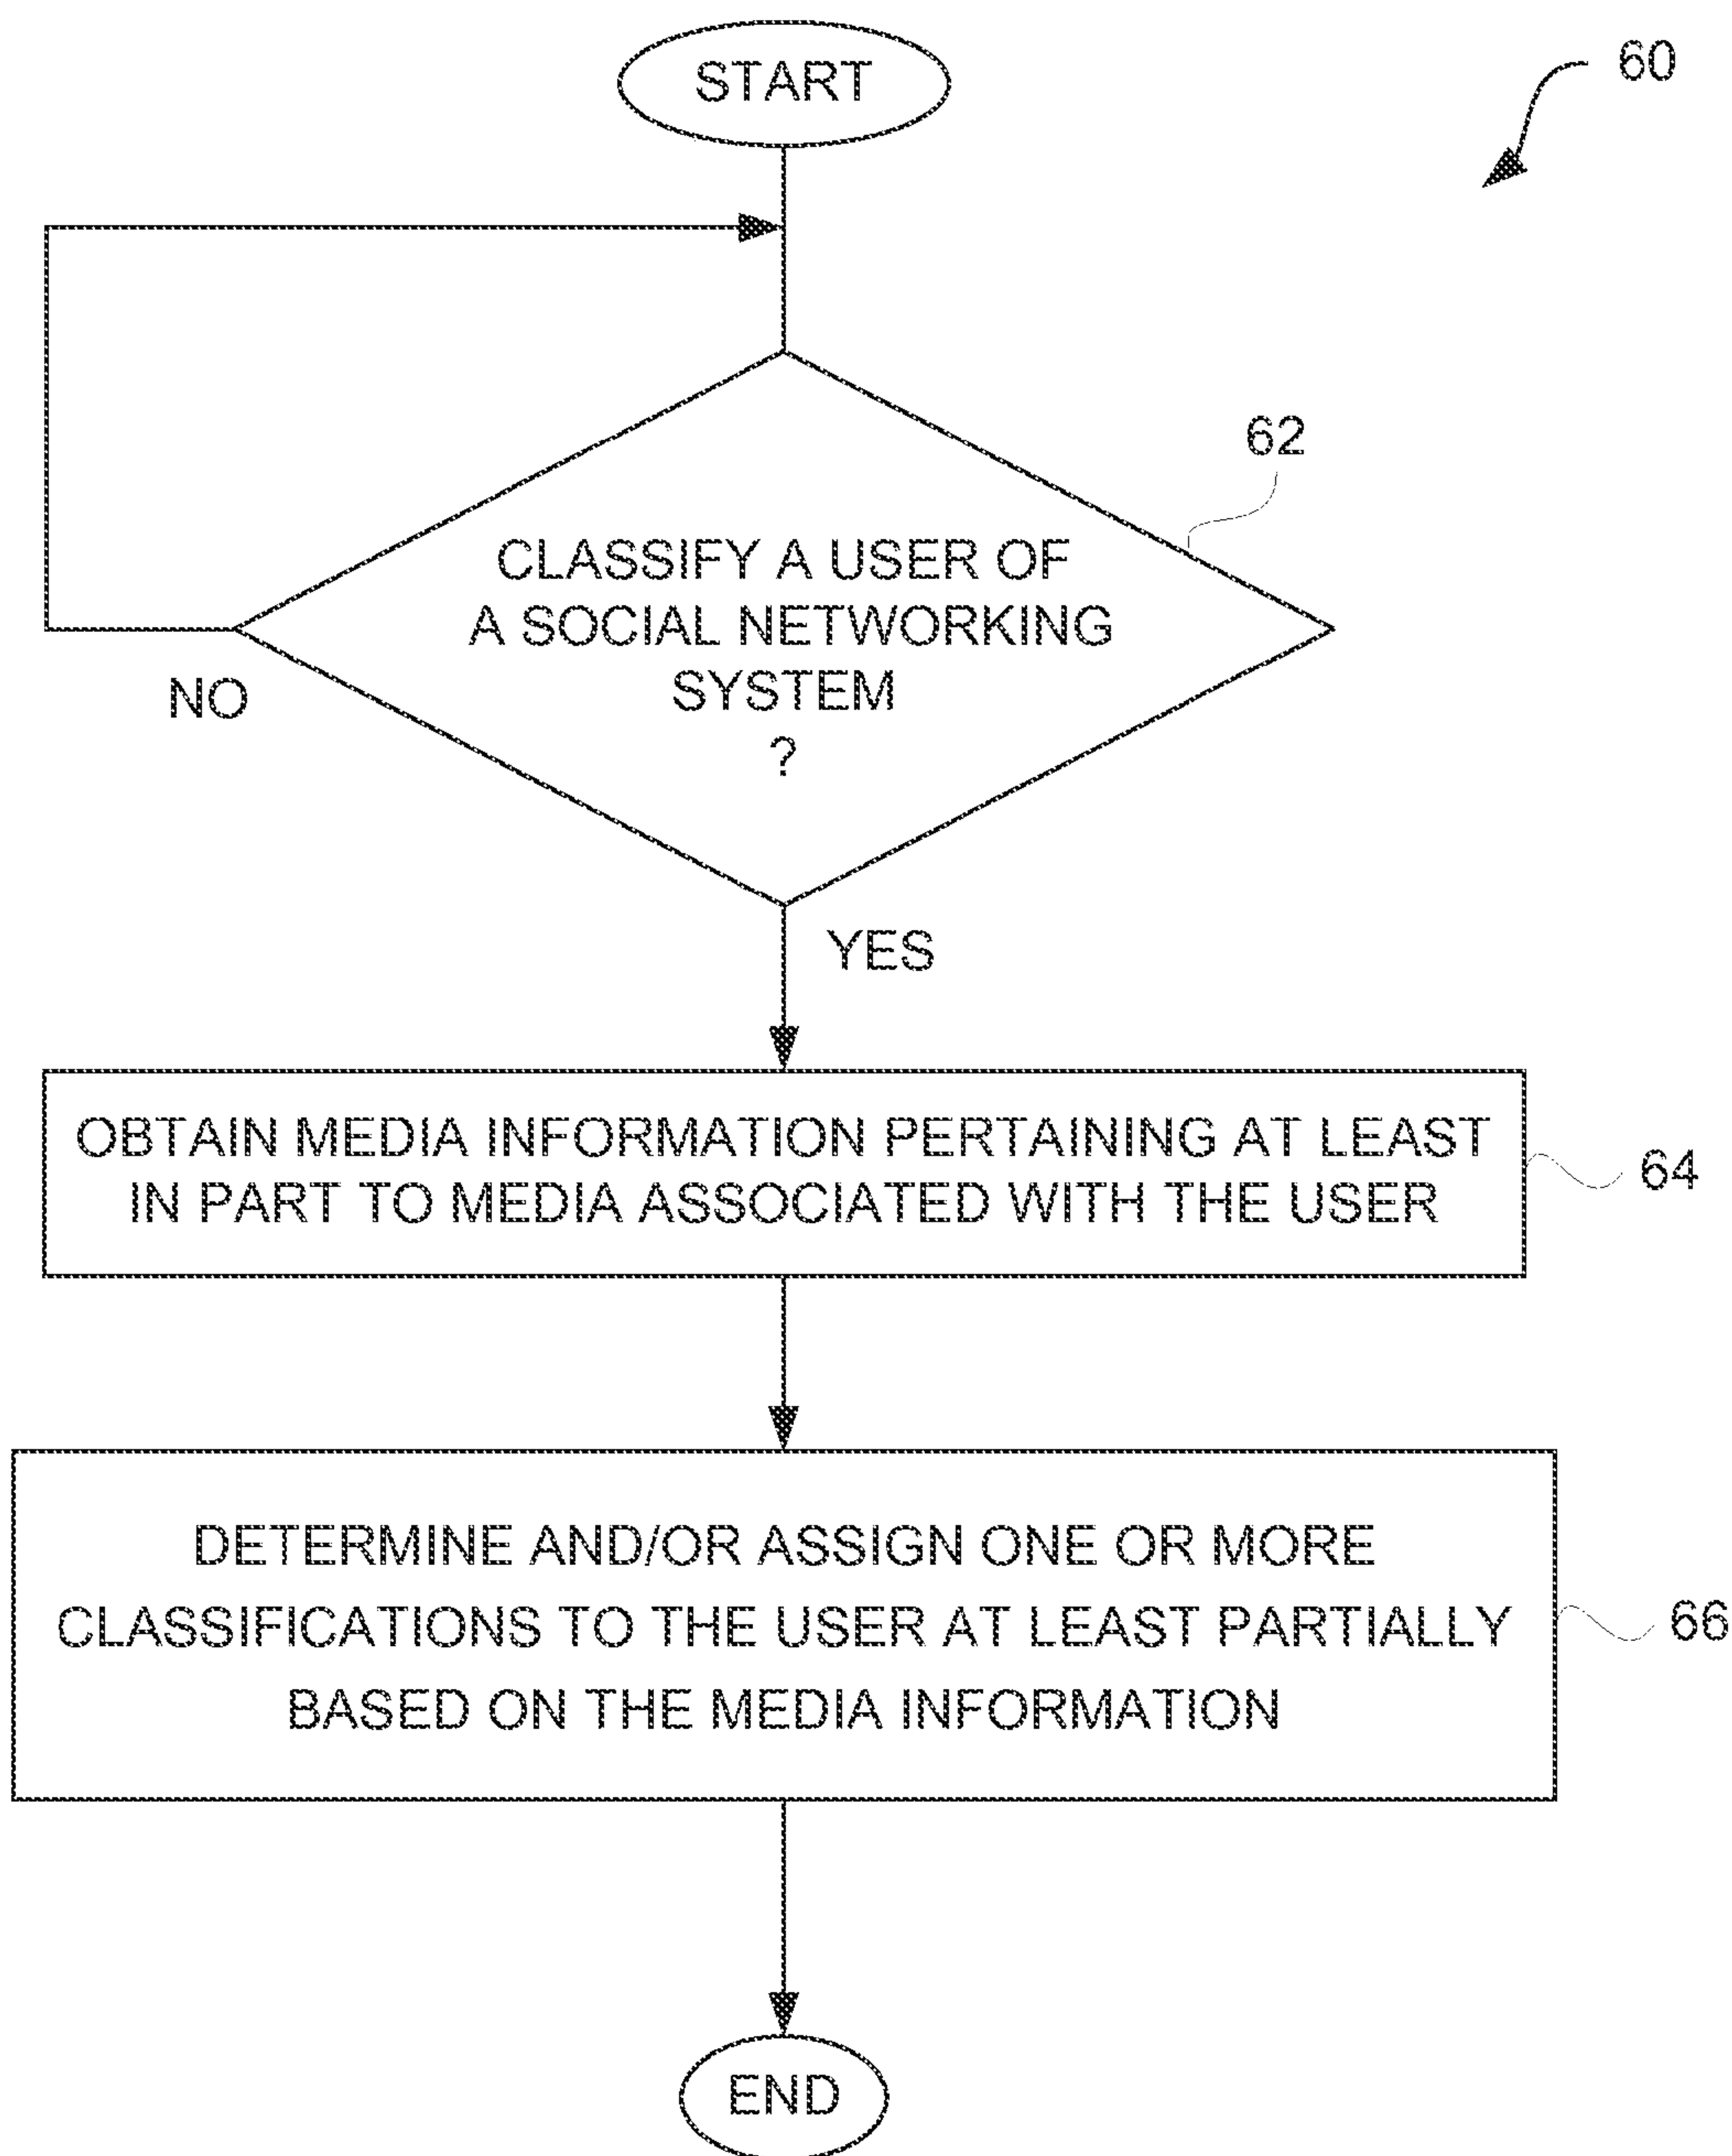 START
60
62
CLASSIFY A USER OF
A SOCIAL NETWORKING
SYSTEM
?
NO
YES
OBTAIN MEDIA INFORMATION PERTAINING AT LEAST
IN PART TO MEDIA ASSOCIATED WITH THE USER
64
DETERMINE AND/OR ASSIGN ONE OR MORE
CLASSIFICATIONS TO THE USER AT LEAST PARTIALLY
BASED ON THE MEDIA INFORMATION
66
END